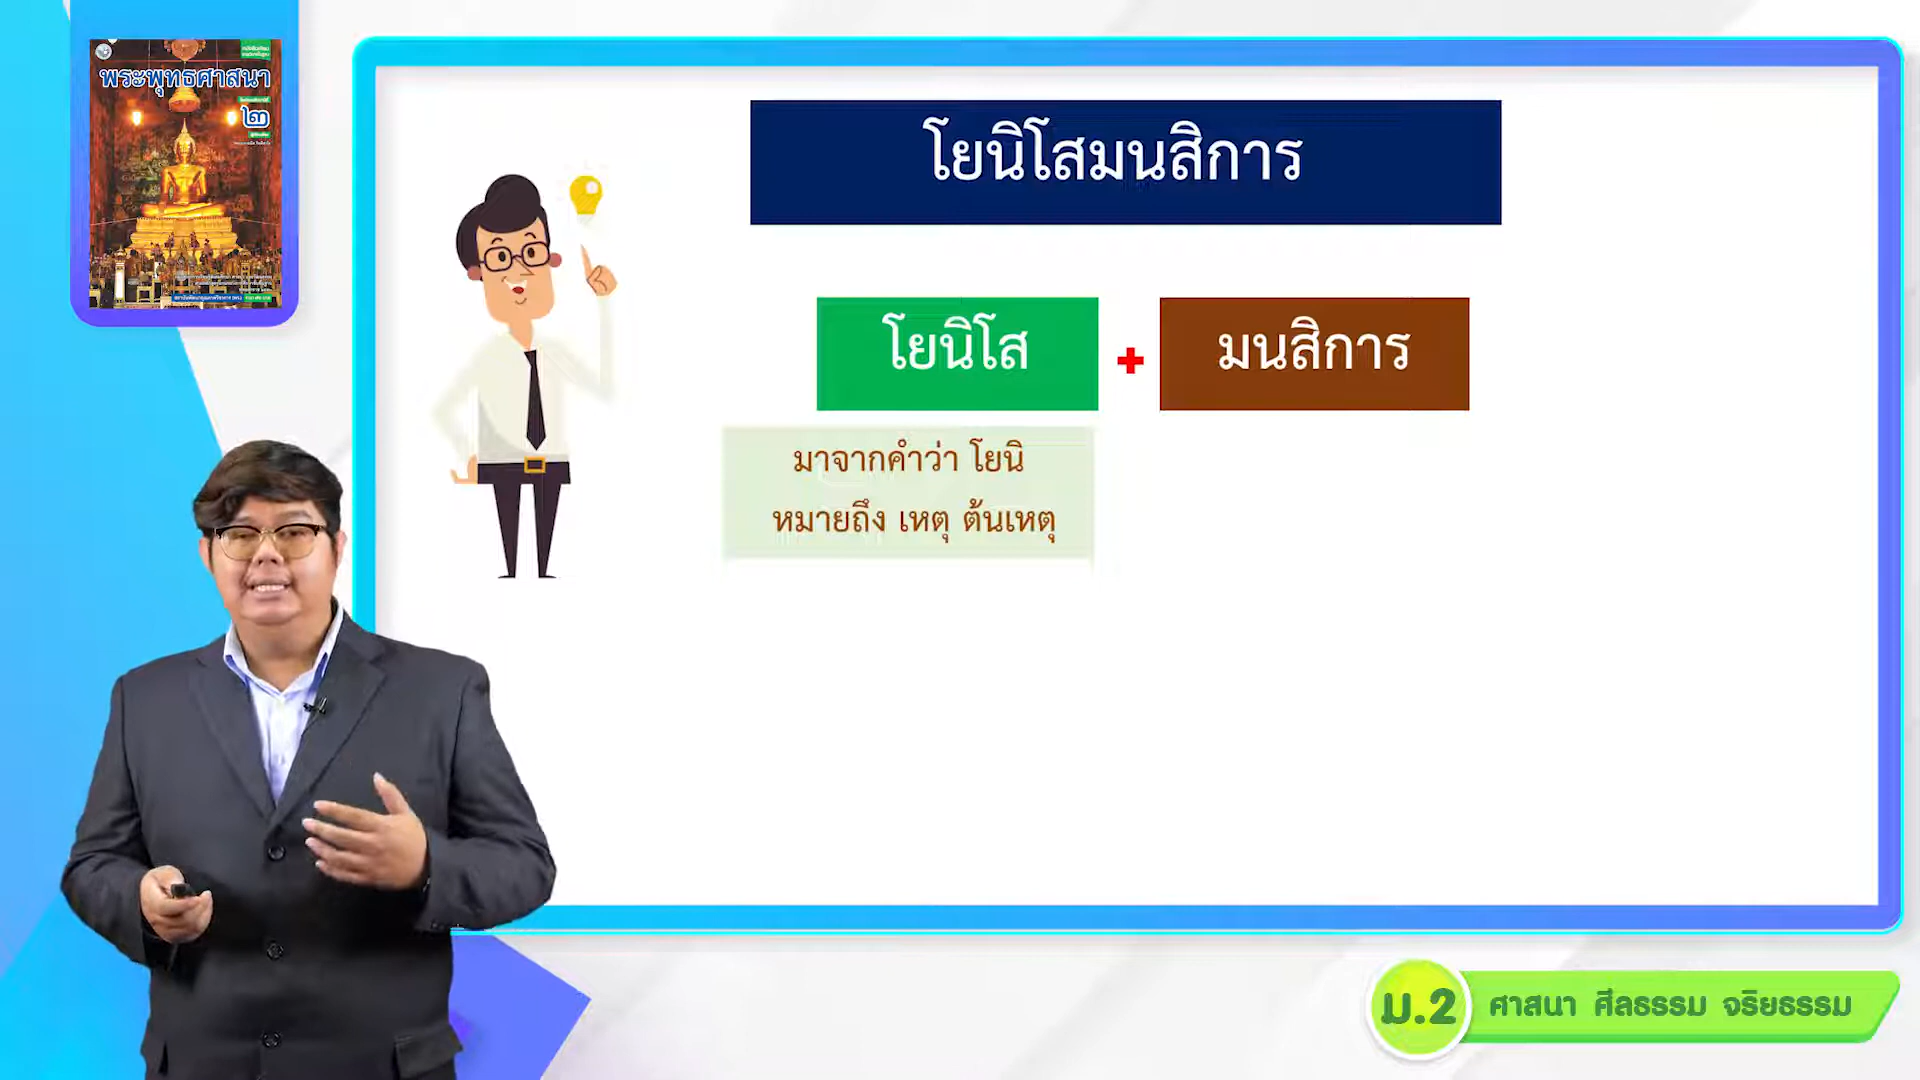 พระพุทธศาสนา
๒
โยนิโสมนสิการ
โยนิโส
+
มนสิการ
มาจากคำว่า โยนิ
หมายถึง เหตุ ต้นเหตุ
ม.2
ศาสนา ศีลธรรม จริยธรรม